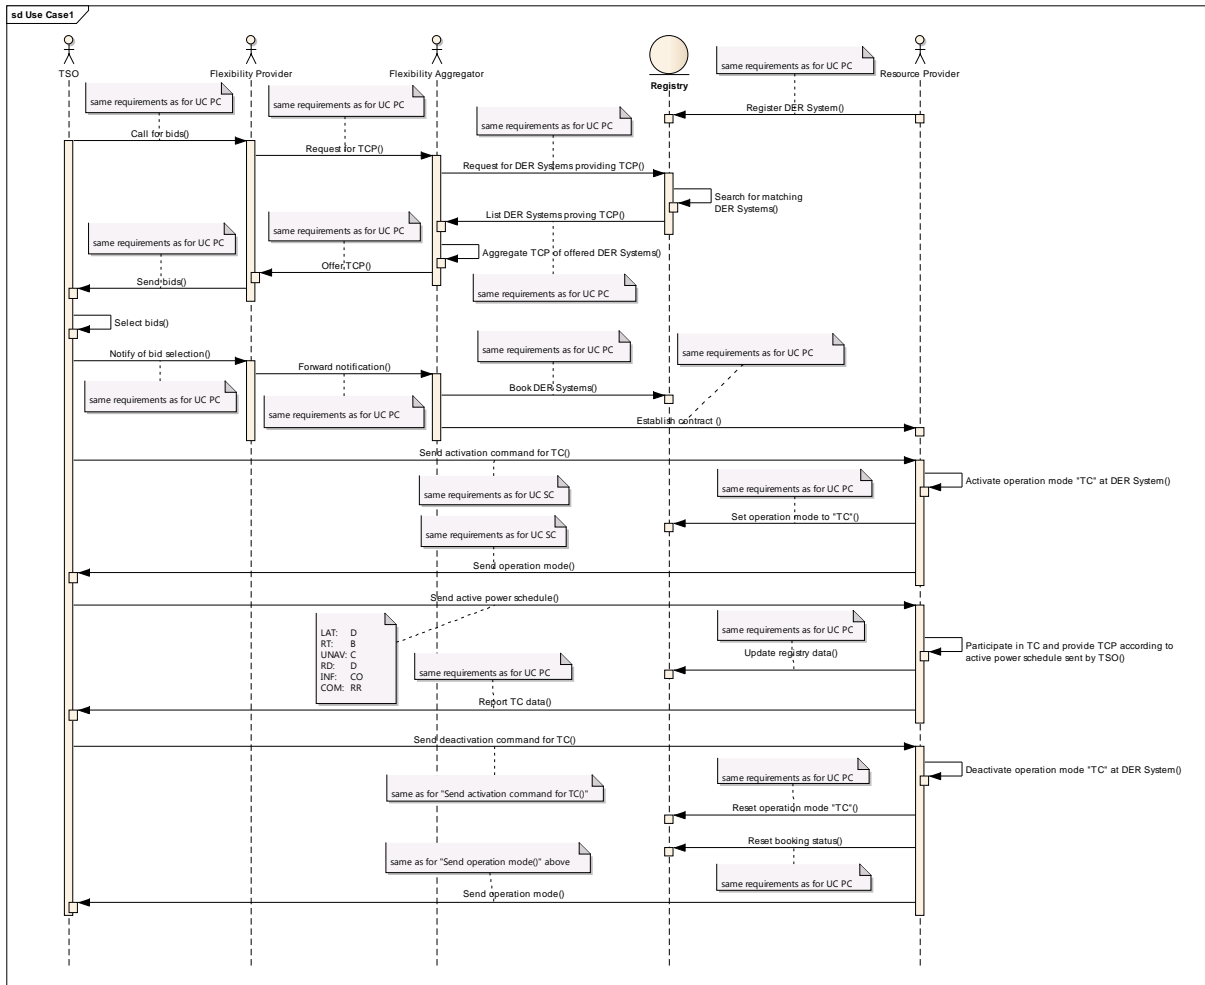 sd Use Case1
TSO
Flexibility Provider
Flexibility Aggregator
Registry
Resource Provider
same requirements as for UC PC
same requirements as for UC PC
same requirements as for UC PC
Register DER System()
same requirements as for UC PC
Call for bids()
Request for TCP()
Request for DER Systems providing TCP()
Search for matching
DER Systems()
List DER Systems proving TCP()
same requirements as for UC PC
same requirements as for UC PC
Aggregate TCP of offered DER Systems()
Offer TCP()
Send bids()
same requirements as for UC PC
Select bids()
same requirements as for UC PC
same requirements as for UC PC
Notify of bid selection()
Forward notification()
Book DER Systems()
same requirements as for UC PC
same requirements as for UC PC
Establish contract ()
Send activation command for TC()
Activate operation mode "TC" at DER System()
same requirements as for UC SC
same requirements as for UC PC
Set operation mode to "TC"()
same requirements as for UC SC
Send operation mode()
Send active power schedule()
LAT: D
RT: B
UNAV: C
RD: D
INF: CO
COM: RR
same requirements as for UC PC
Participate in TC and provide TCP according to
active power schedule sent by TSO()
Update registry data()
same requirements as for UC PC
Report TC data()
Send deactivation command for TC()
Deactivate operation mode "TC" at DER System()
same requirements as for UC PC
same as for "Send activation command for TC()"
Reset operation mode "TC"()
Reset booking status()
same as for "Send operation mode()" above
same requirements as for UC PC
Send operation mode()